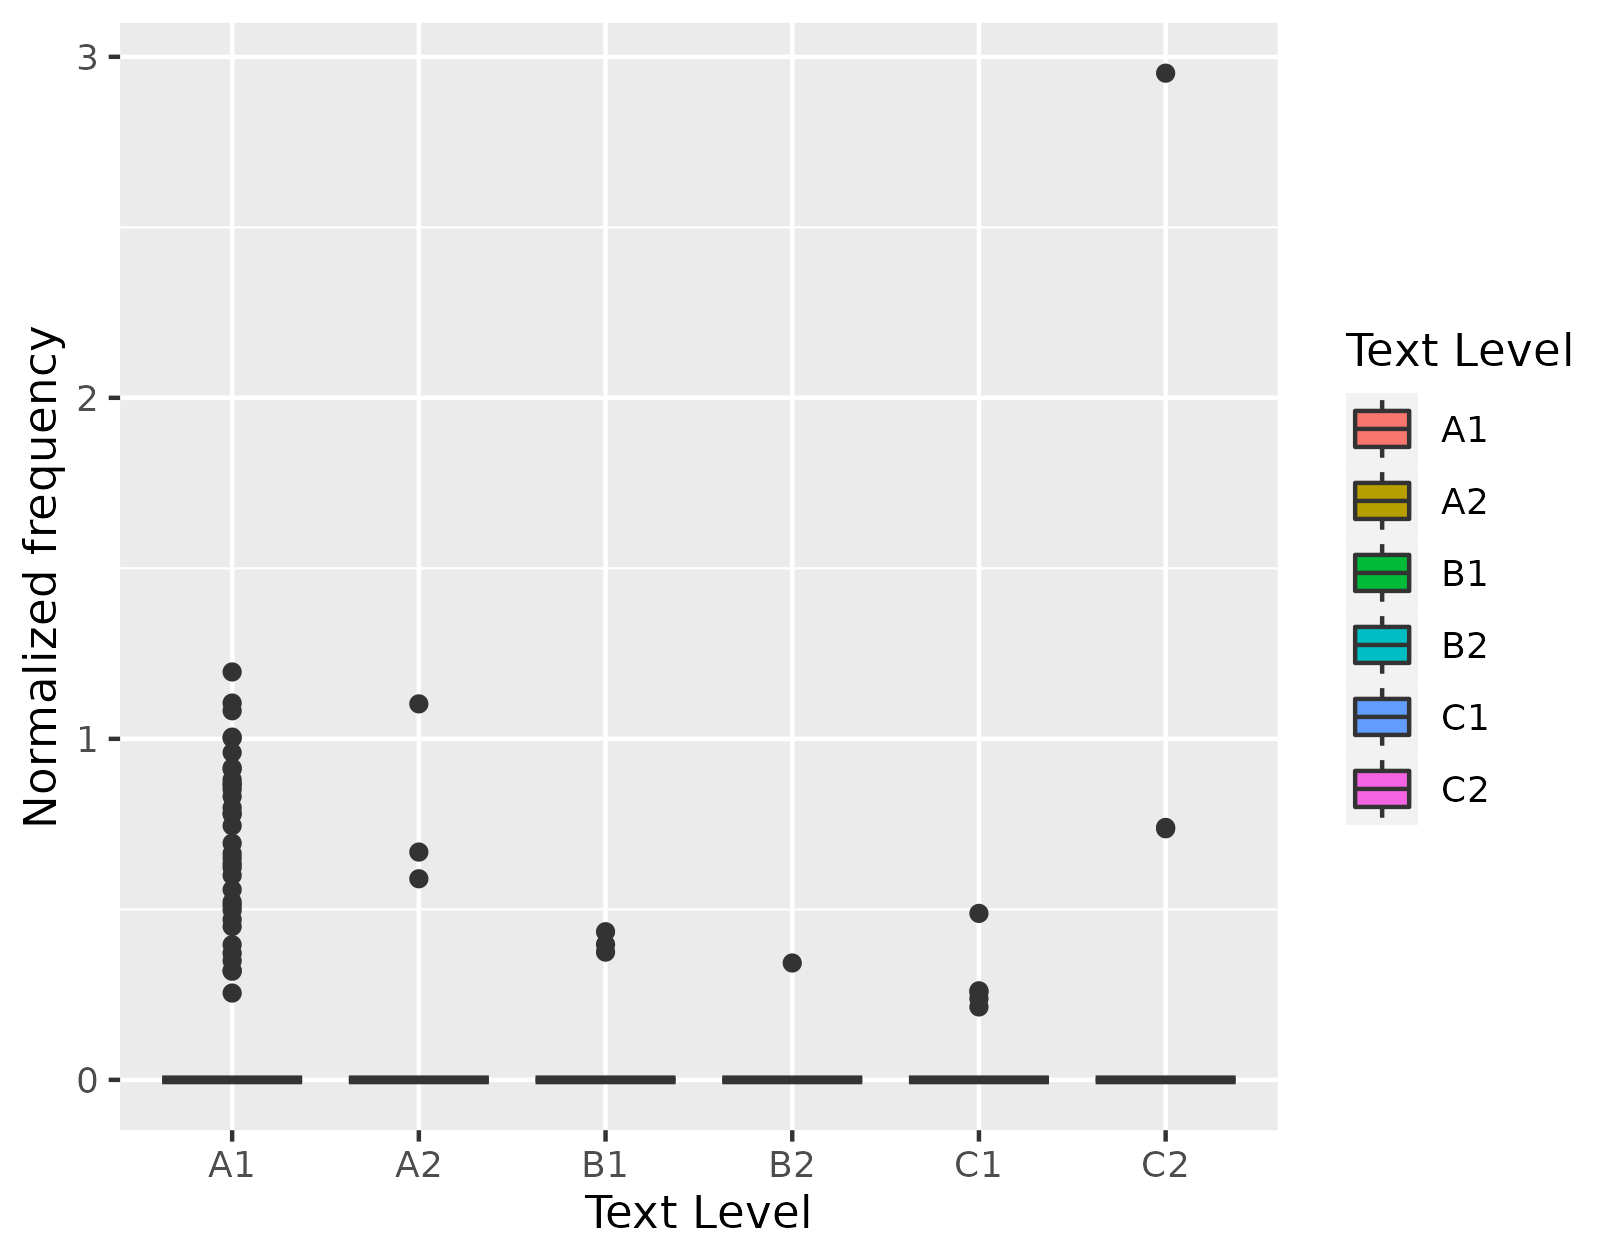 3
2
1
0
Normalized frequency
A1 A2 B1 B2 C1 C2
Text Level
Text Level
A1
A2
B1
B2
C1
C2